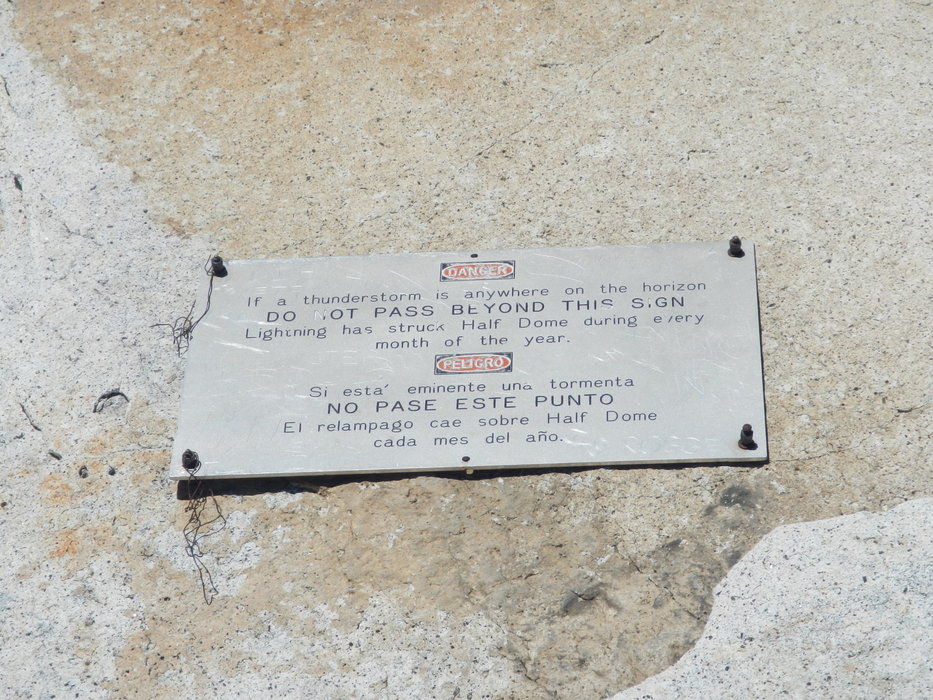 DANGER
If a thunderstorm is anywhere on the horizon
DO NOT PASS BEYOND THIS SIGN
Lightning has struck Half Dome during every
month of the year.
PELIGRO
Si está eminente una tormenta
NO PASE ESTE PUNTO
El relampago cae sobre Half Dome
cada mes del año.